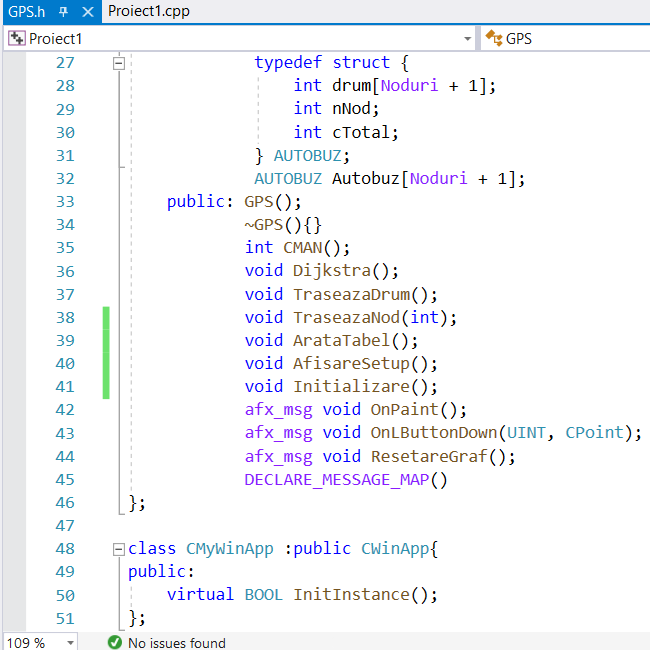 GPS.h Proiect1.cpp
Proiect1 GPS
27 typedef struct {
28 int drum[Noduri + 1];
29 int nNod;
30 int cTotal;
31 } AUTOBUZ;
32 AUTOBUZ Autobuz[Noduri + 1];
33 public: GPS();
34 ~GPS(){}
35 int CMAN();
36 void Dijkstra();
37 void TraseazaDrum();
38 void TraseazaNod(int);
39 void ArataTabel();
40 void AfisareSetup();
41 void Initializare();
42 afx_msg void OnPaint();
43 afx_msg void OnLButtonDown(UINT, CPoint);
44 afx_msg void ResetareGraf();
45 DECLARE_MESSAGE_MAP()
46 };
47
48 class CMyWinApp :public CWinApp{
49 public:
50 virtual BOOL InitInstance();
51 };
109 % No issues found